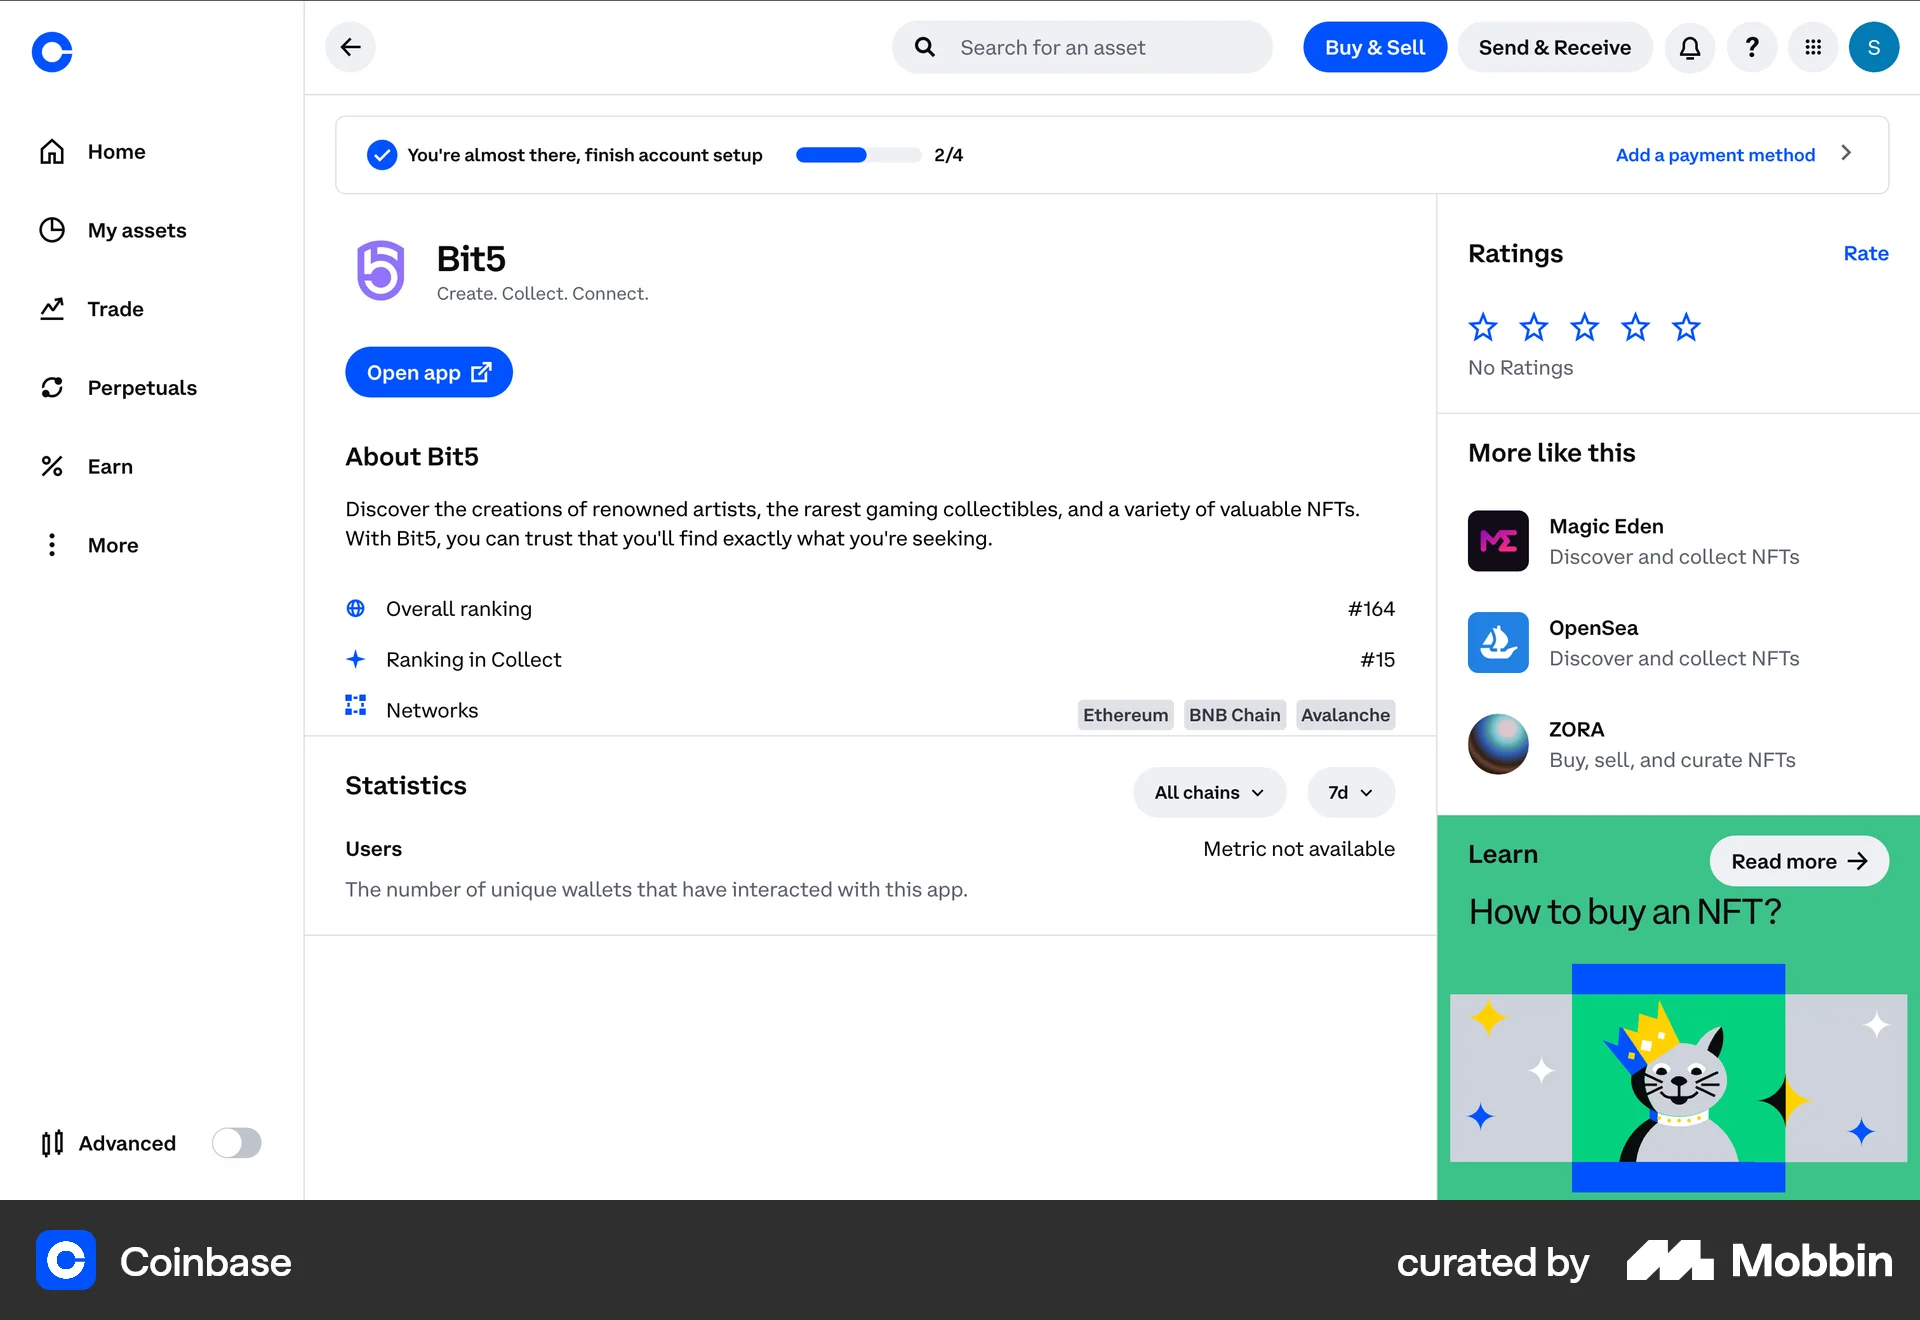 Search for an asset
Buy & Sell
Send & Receive
?
S
Home
My assets
Trade
Perpetuals
Earn
More
Advanced
You're almost there, finish account setup
2/4
Add a payment method
Bit5
Create. Collect. Connect.
Open app
About Bit5
Discover the creations of renowned artists, the rarest gaming collectibles, and a variety of valuable NFTs.
With Bit5, you can trust that you'll find exactly what you're seeking.
Overall ranking
#164
Ranking in Collect
#15
Networks
Ethereum
BNB Chain
Avalanche
Statistics
All chains
7d
Users
Metric not available
The number of unique wallets that have interacted with this app.
Ratings
Rate
No Ratings
More like this
ME
Magic Eden
Discover and collect NFTs
OpenSea
Discover and collect NFTs
ZORA
Buy, sell, and curate NFTs
Learn
Read more
How to buy an NFT?
Coinbase
curated by
Mobbin